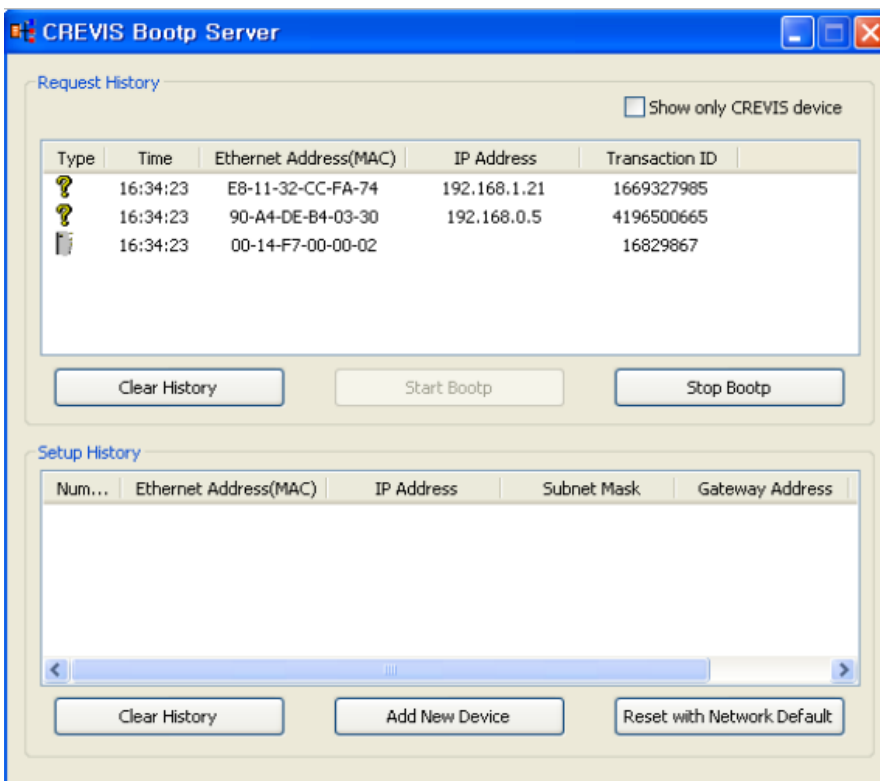 CREVIS Bootp Server
Request History
Show only CREVIS device
Type Time Ethernet Address(MAC) IP Address Transaction ID
16:34:23 E8-11-32-CC-FA-74 192.168.1.21 1669327985
16:34:23 90-A4-DE-B4-03-30 192.168.0.5 4196500665
16:34:23 00-14-F7-00-00-02 16829867
Clear History Start Bootp Stop Bootp
Setup History
Num... Ethernet Address(MAC) IP Address Subnet Mask Gateway Address
Clear History Add New Device Reset with Network Default